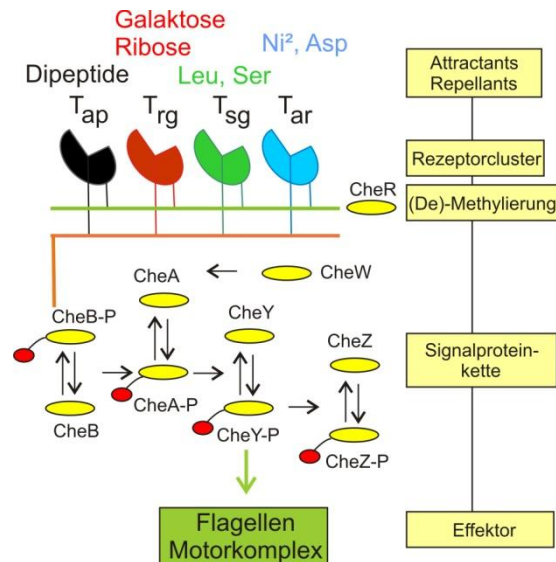 Galaktose
Ribose
Ni², Asp
Dipeptide
Leu, Ser
Tap
Trg
Tsg
Tar
CheR
CheA
CheW
CheB-P
CheY
CheZ
CheA-P
CheB
CheY-P
CheZ-P
Flagellen
Motorkomplex
Attractants
Repellants
Rezeptorcluster
(De)-Methylierung
Signalprotein-
kette
Effektor